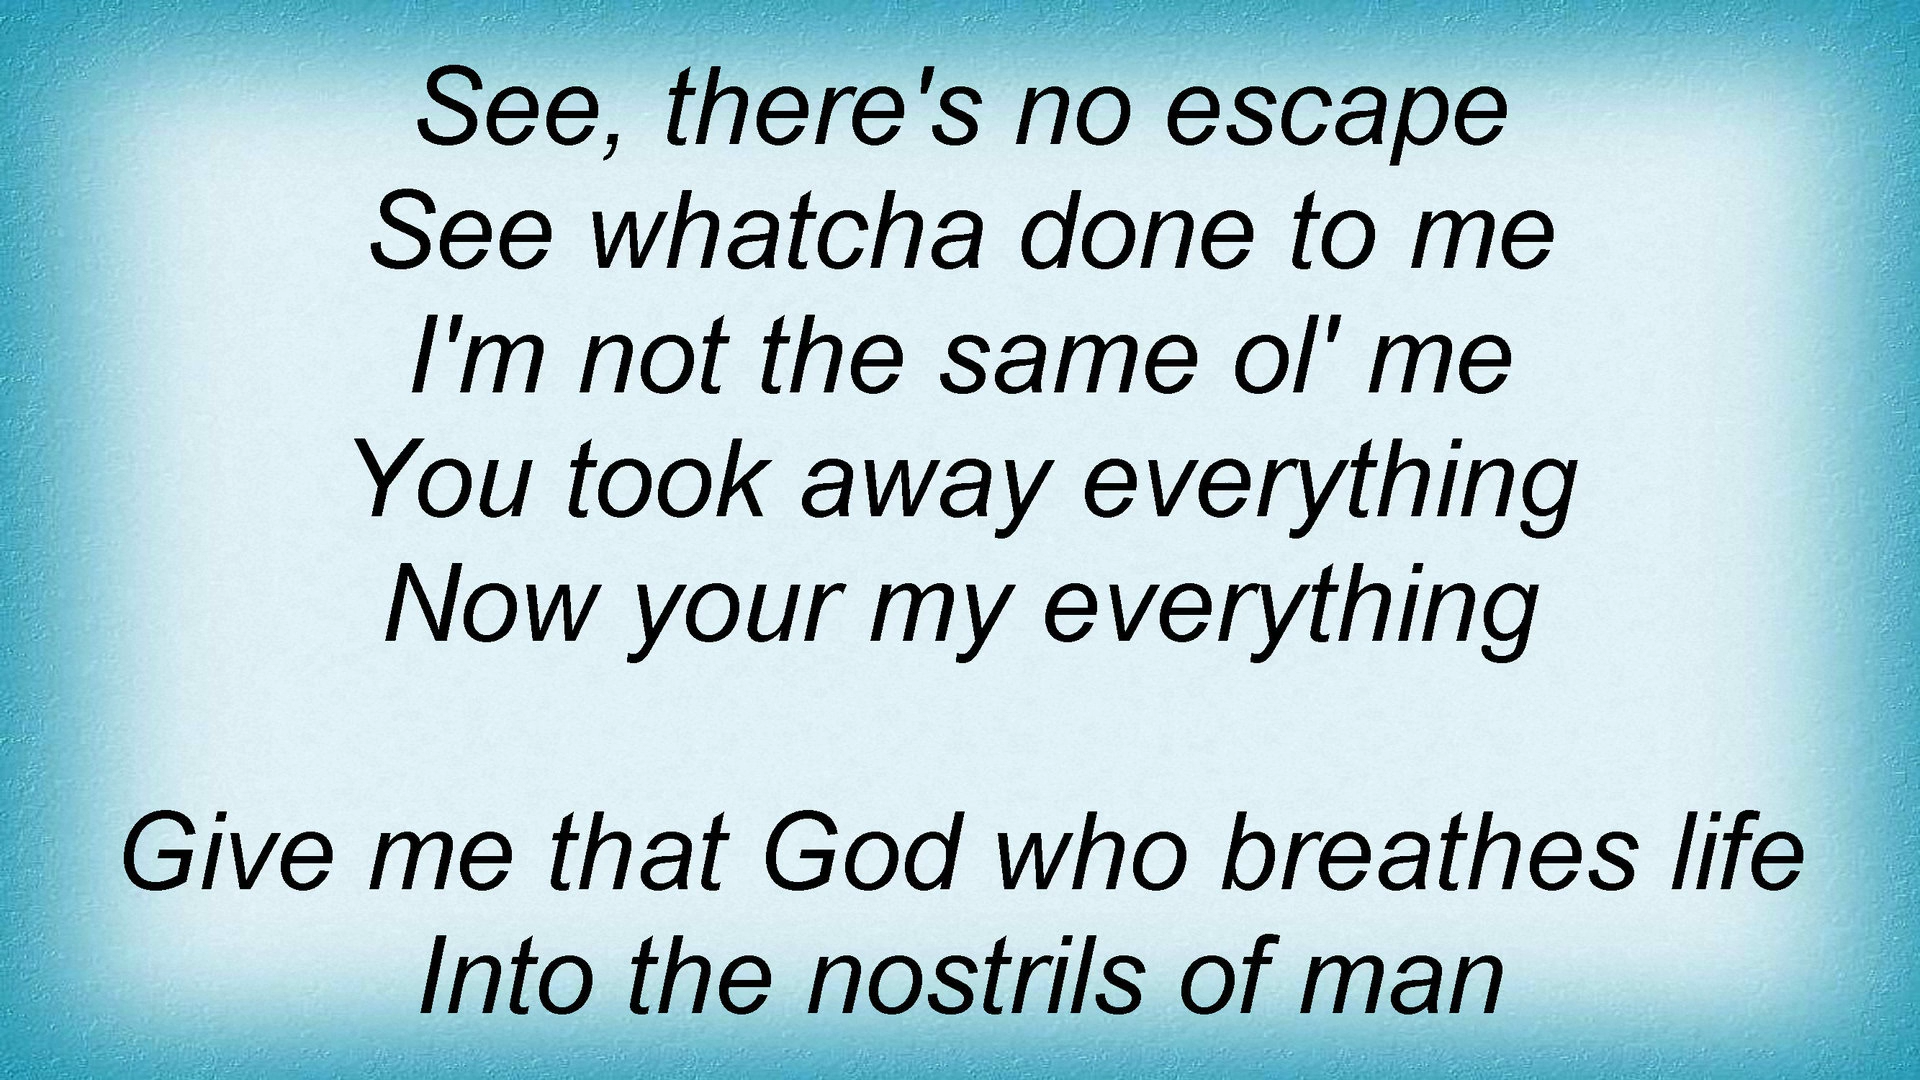 See, there's no escape
See whatcha done to me
I'm not the same ol' me
You took away everything
Now your my everything
Give me that God who breathes life
Into the nostrils of man